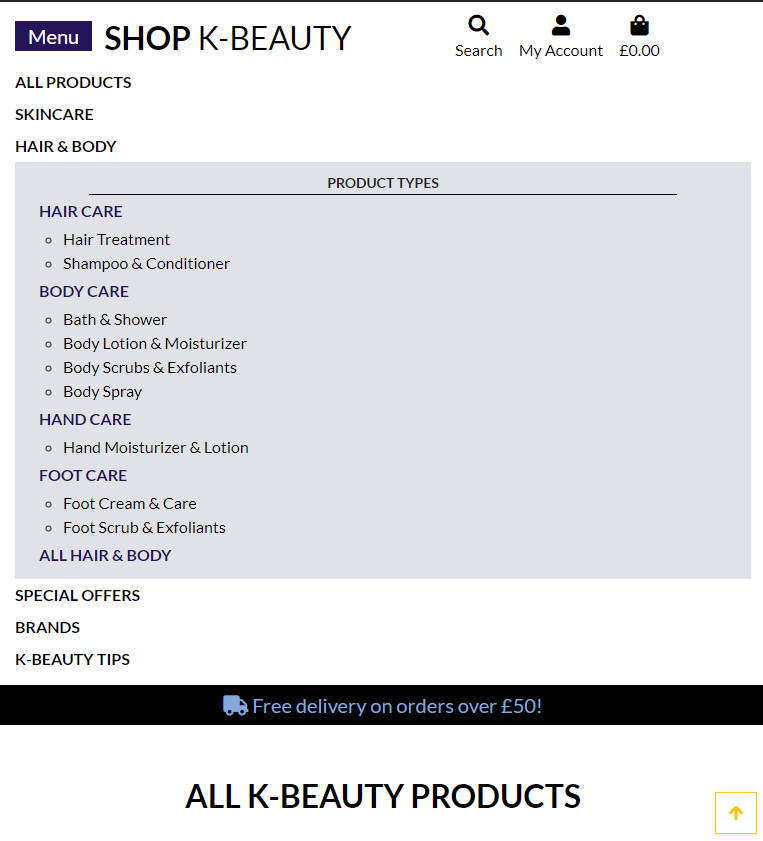 Menu SHOP K-BEAUTY
Search My Account £0.00
ALL PRODUCTS
SKINCARE
HAIR & BODY
PRODUCT TYPES
HAIR CARE
Hair Treatment
Shampoo & Conditioner
BODY CARE
Bath & Shower
Body Lotion & Moisturizer
Body Scrubs & Exfoliants
Body Spray
HAND CARE
Hand Moisturizer & Lotion
FOOT CARE
Foot Cream & Care
Foot Scrub & Exfoliants
ALL HAIR & BODY
SPECIAL OFFERS
BRANDS
K-BEAUTY TIPS
Free delivery on orders over £50!
ALL K-BEAUTY PRODUCTS